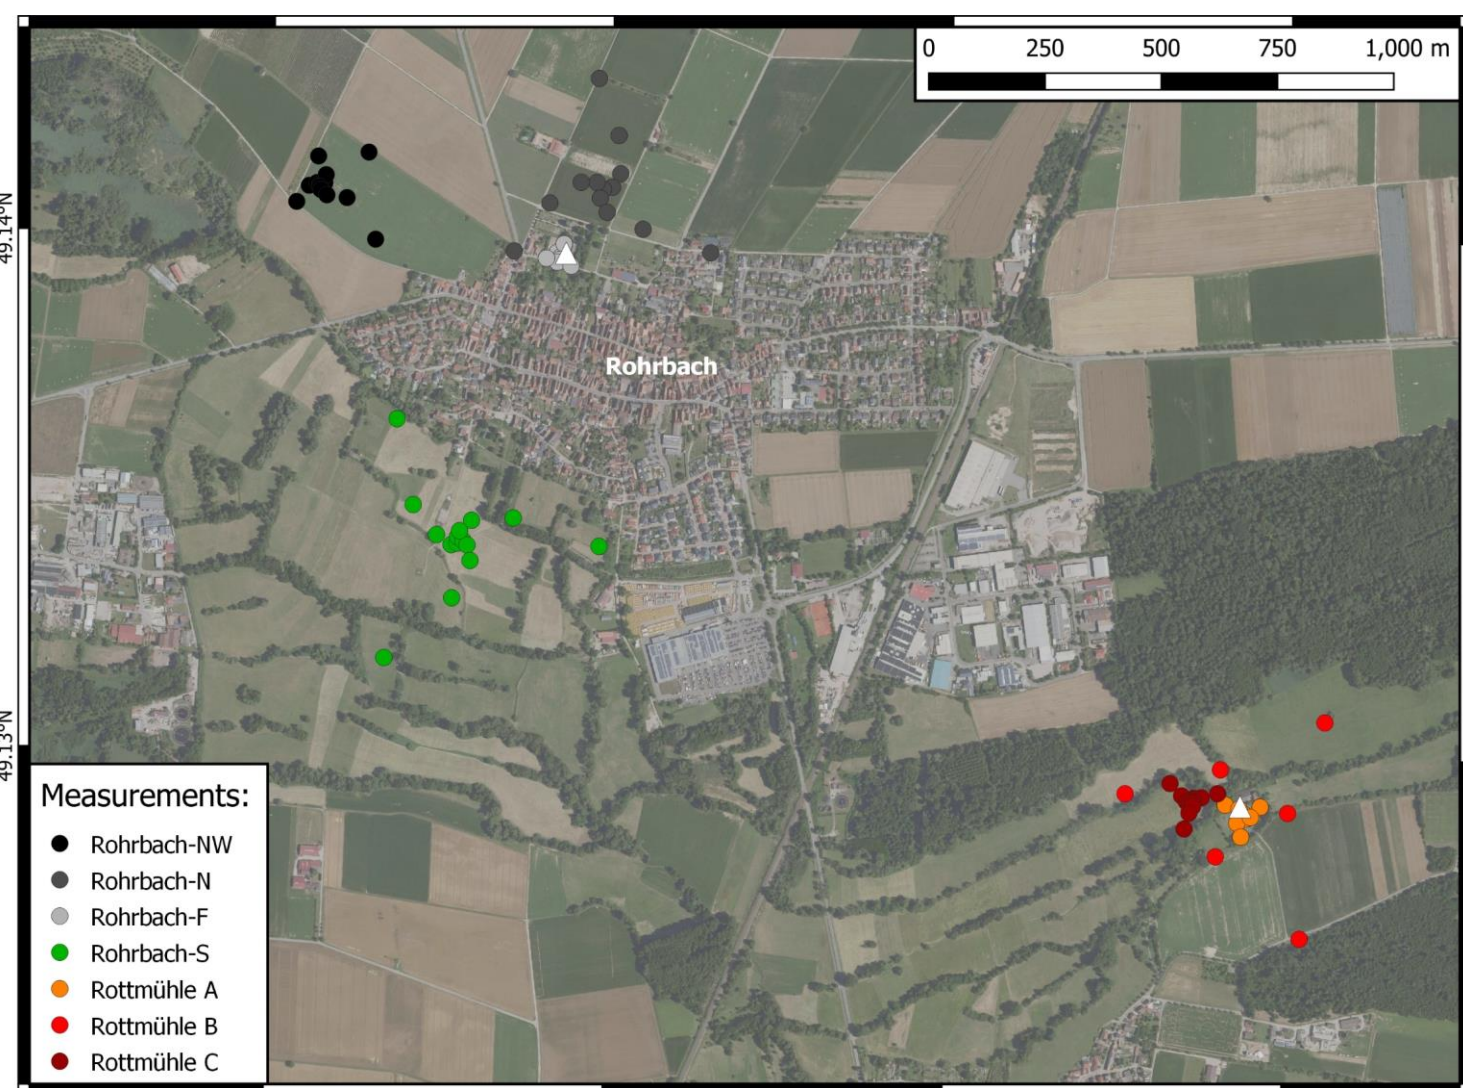 0 250 500 750 1,000 m
49.14°N
Rohrbach
49.13°N
Measurements:
Rohrbach-NW
Rohrbach-N
Rohrbach-F
Rohrbach-S
Rottmühle A
Rottmühle B
Rottmühle C